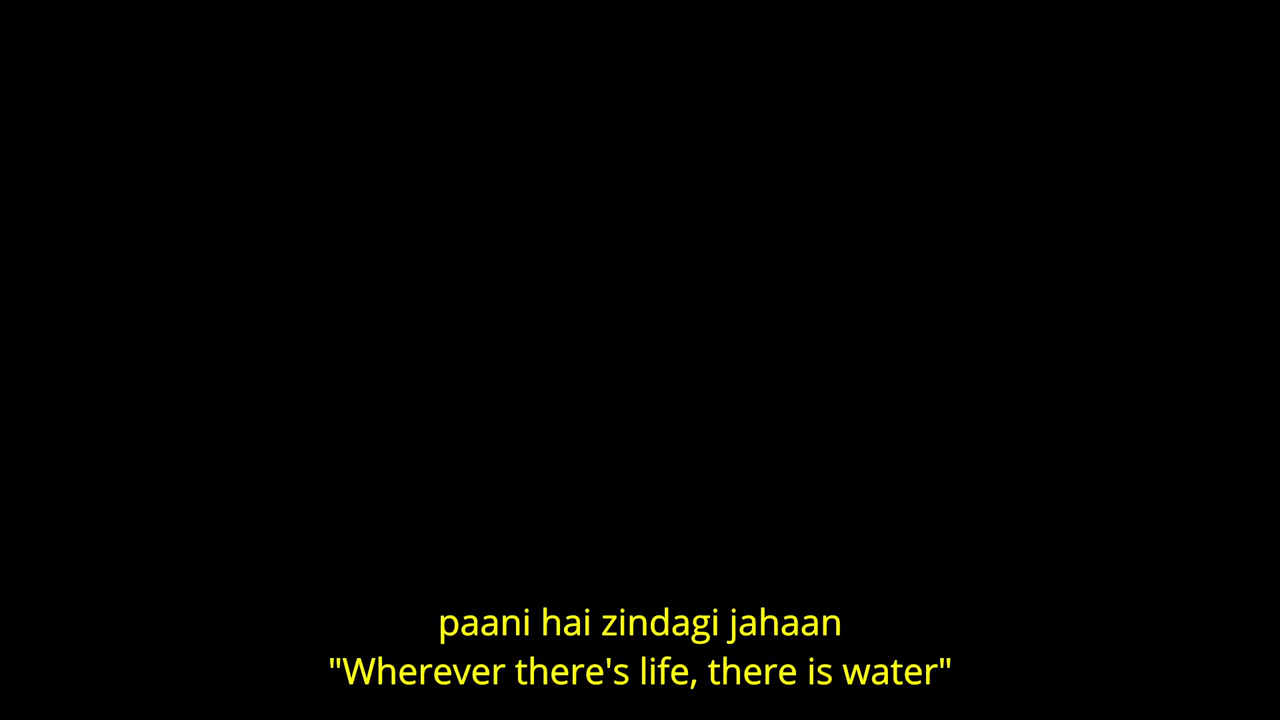 paani hai zindagi jahaan
"Wherever there's life, there is water"